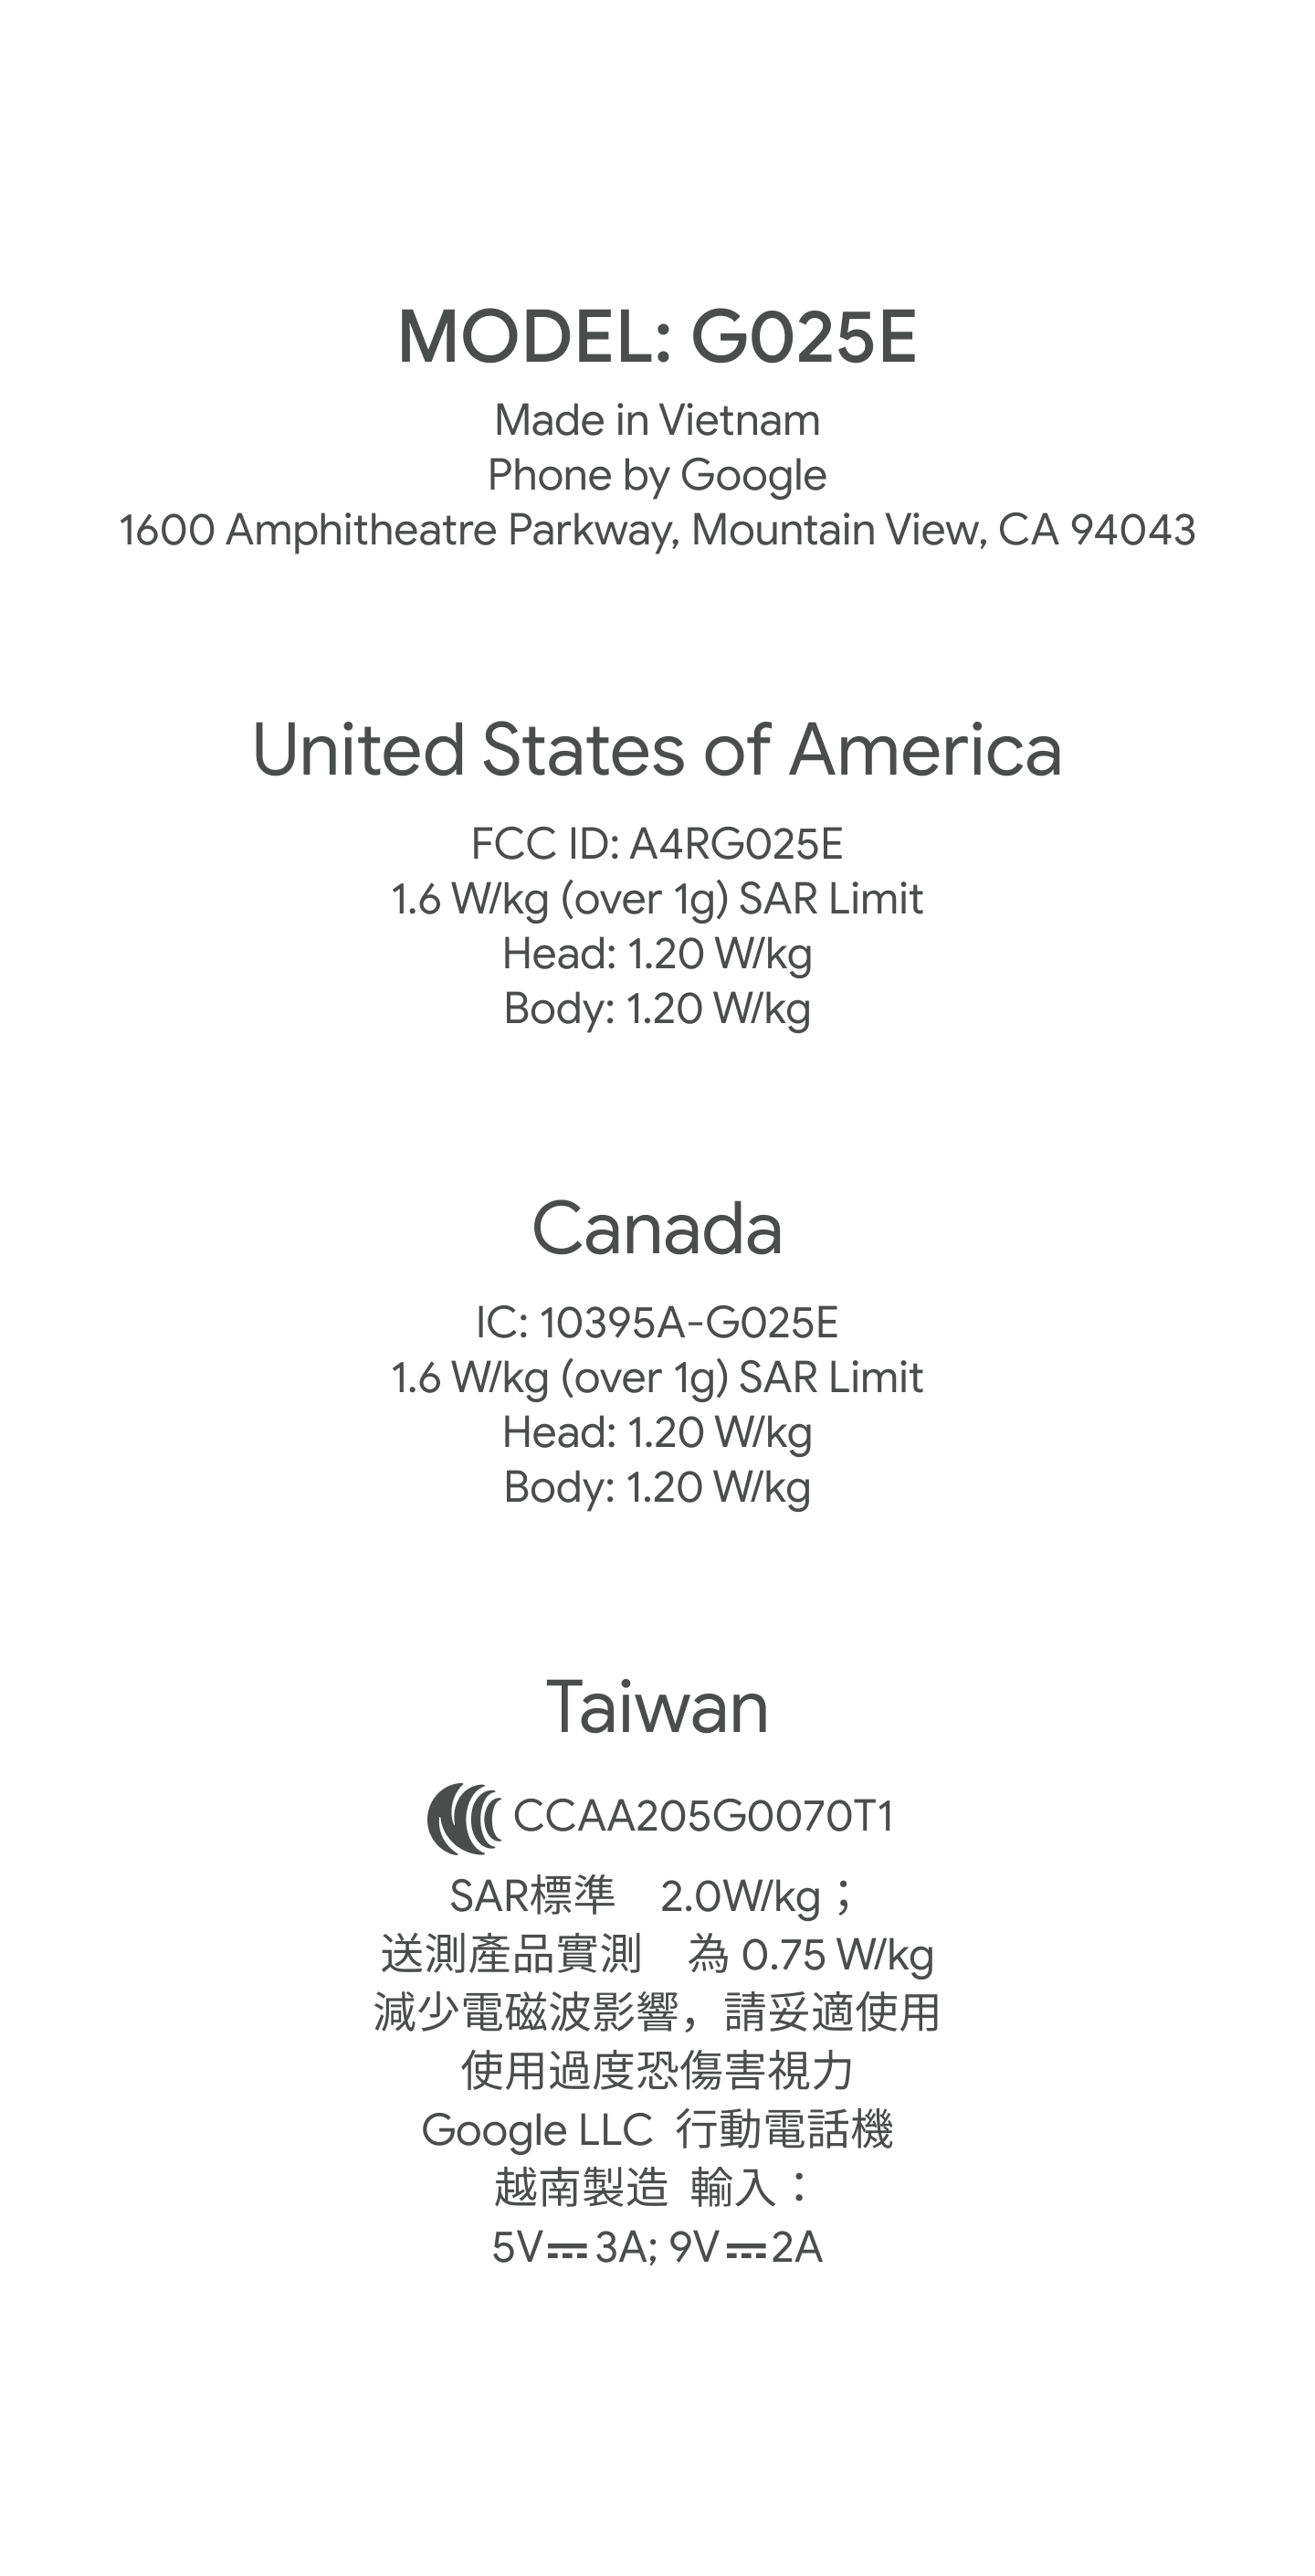 MODEL: G025E
Made in Vietnam
Phone by Google
1600 Amphitheatre Parkway, Mountain View, CA 94043
United States of America
FCC ID: A4RG025E
1.6 W/kg (over 1g) SAR Limit
Head: 1.20 W/kg
Body: 1.20 W/kg
Canada
IC: 10395A-G025E
1.6 W/kg (over 1g) SAR Limit
Head: 1.20 W/kg
Body: 1.20 W/kg
Taiwan
CCAA205G0070T1
SAR標準　2.0W/kg；
送測產品實測　為 0.75 W/kg
減少電磁波影響，請妥適使用
使用過度恐傷害視力
Google LLC 行動電話機
越南製造 輸入：
5V⎓3A; 9V⎓2A